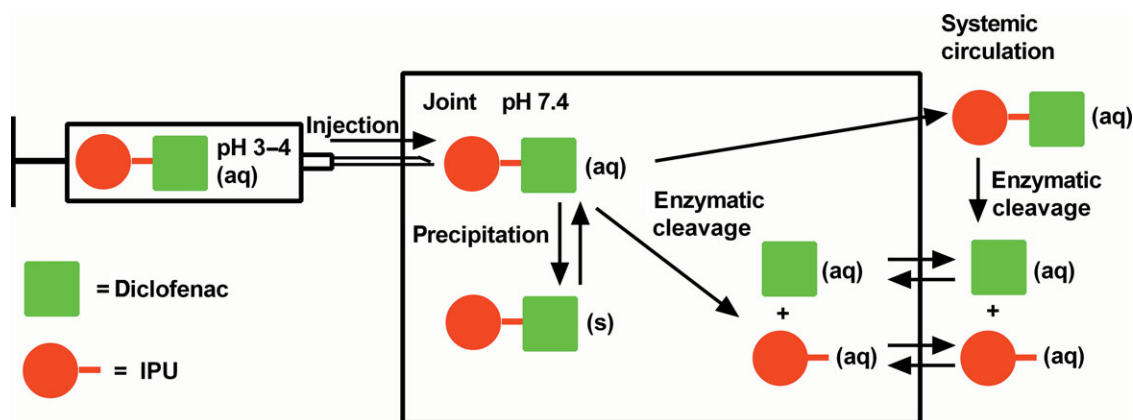 Systemic
circulation
Joint pH 7.4
Injection
pH 3–4
(aq)
(aq)
(aq)
Enzymatic
cleavage
Enzymatic
cleavage
Precipitation
(aq)
(aq)
= Diclofenac
(s)
+
+
= IPU
(aq)
(aq)